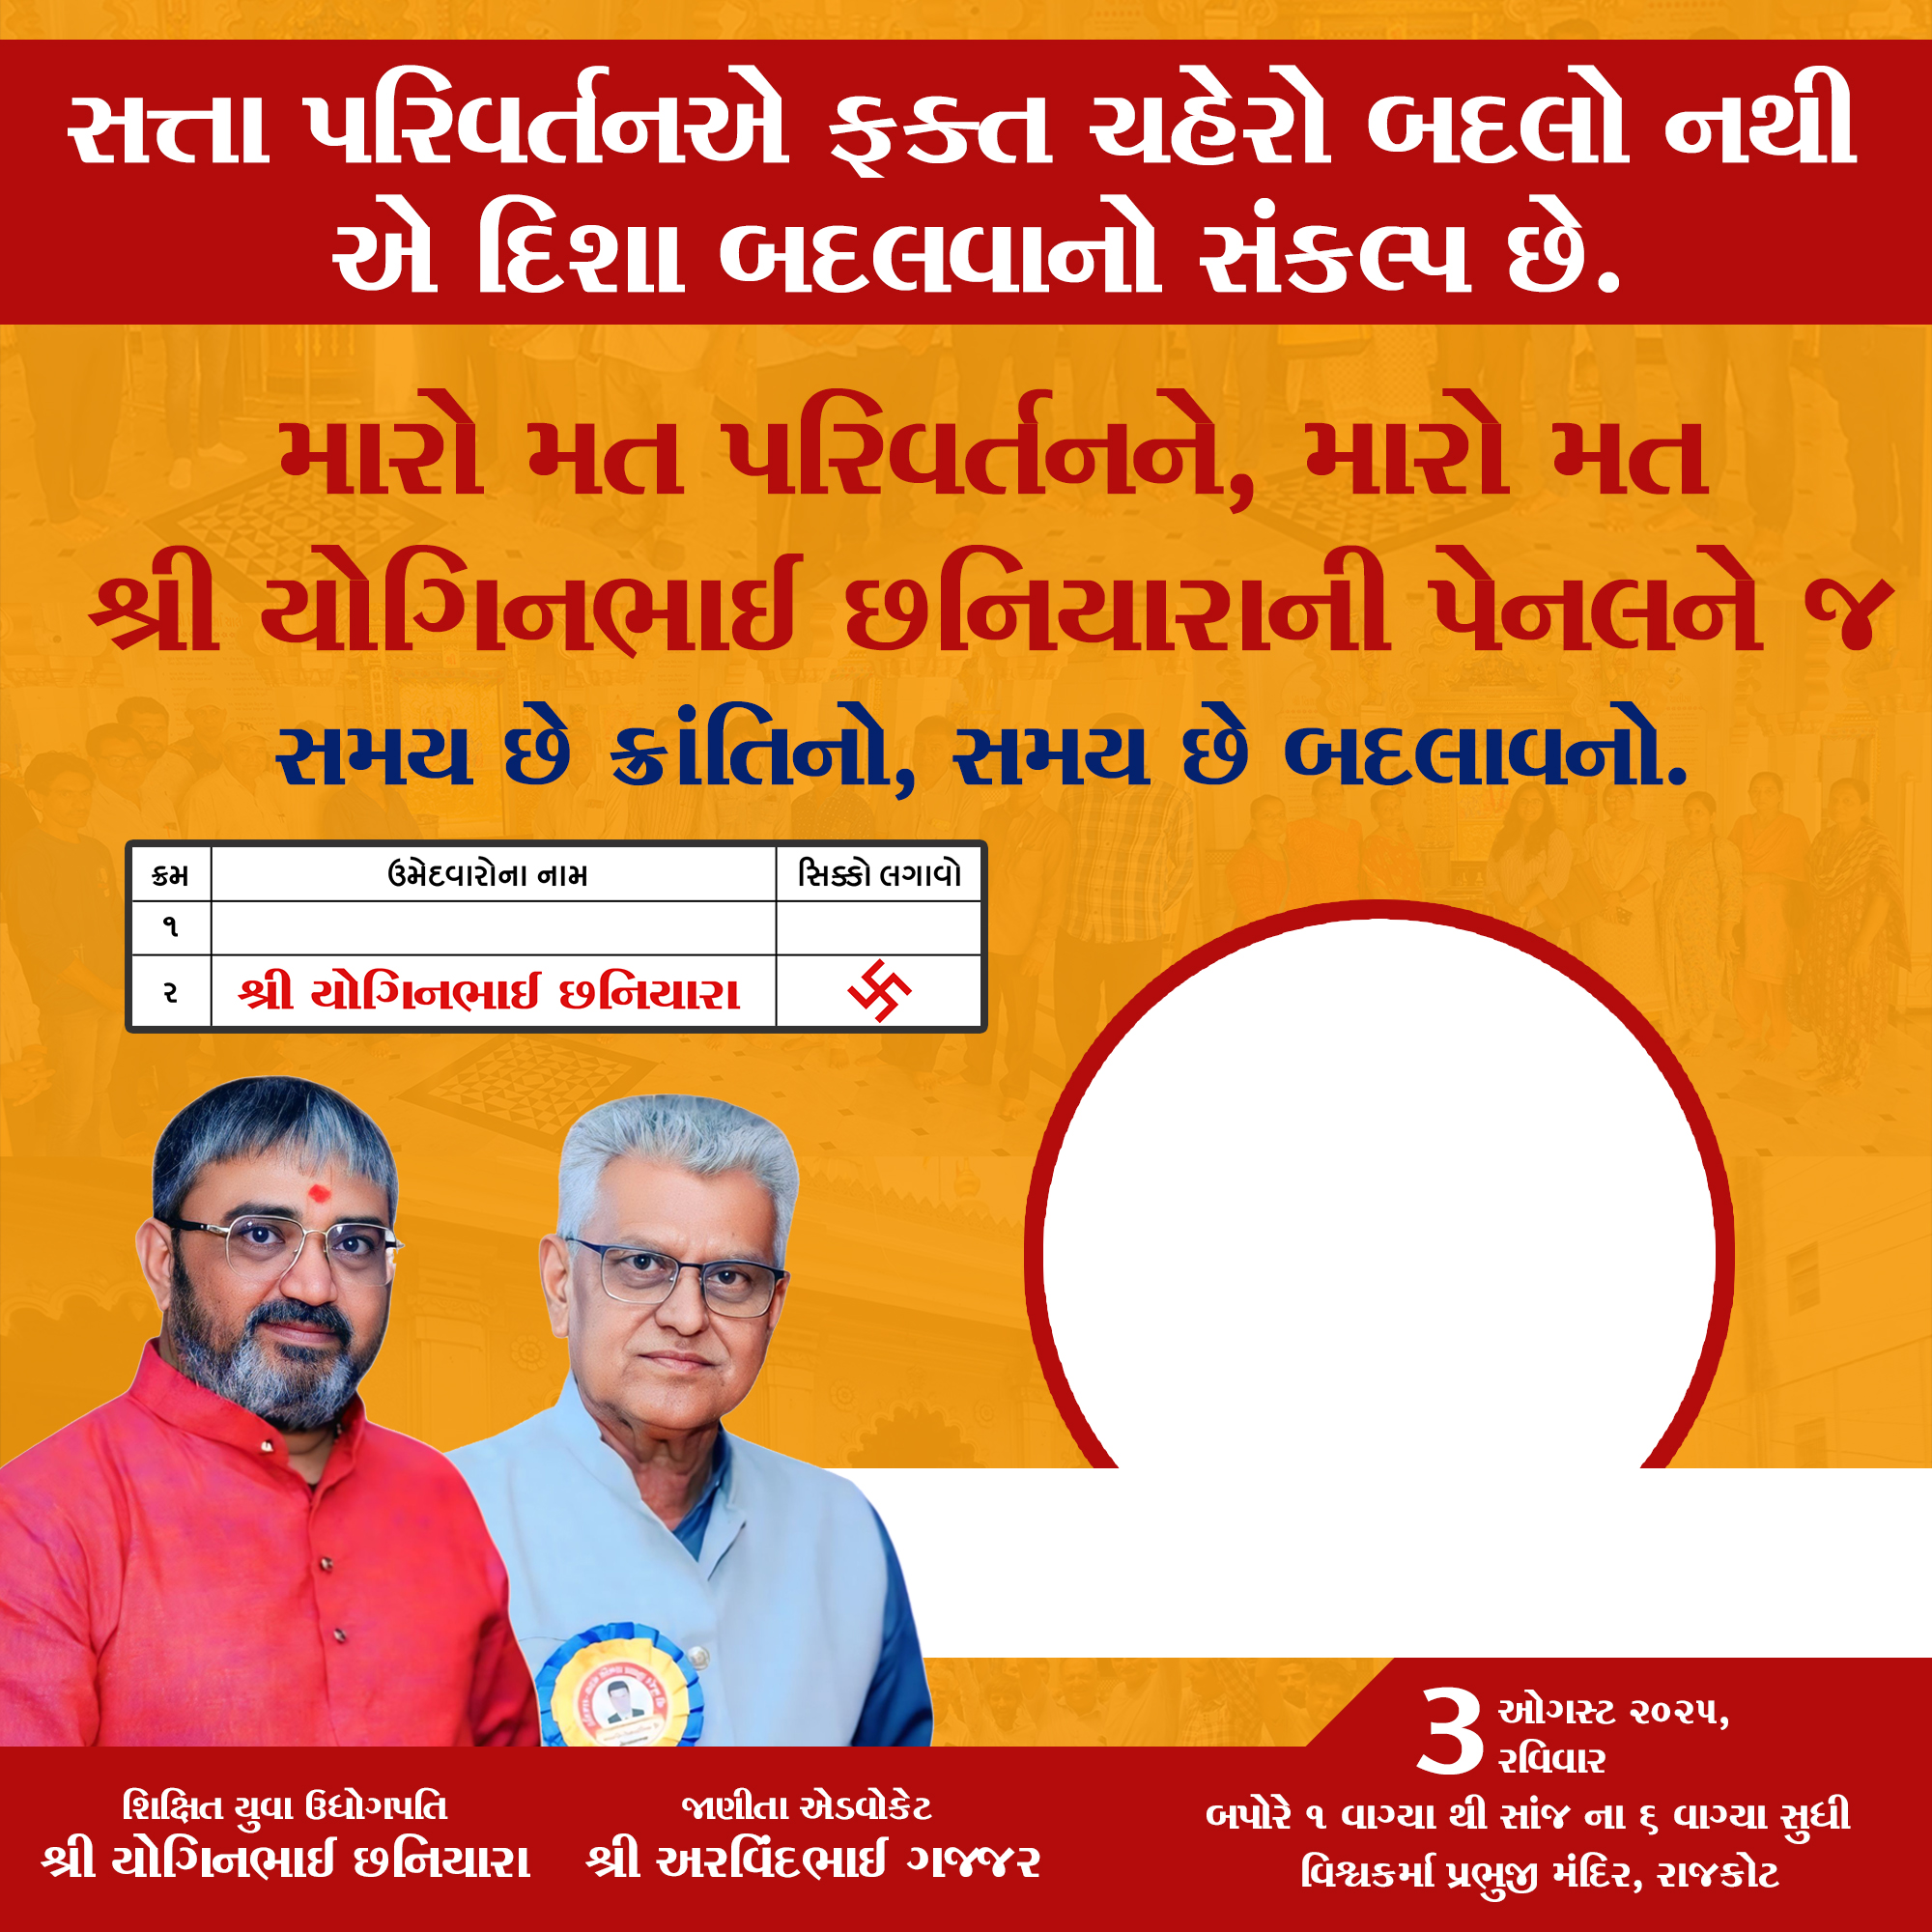 સત્તા પરિવર્તનએ ફક્ત ચહેરો બદલો નથી
એ દિશા બદલવાનો સંકલ્પ છે.
મારો મત પરિવર્તનને, મારો મત
શ્રી યોગિનભાઈ છનિયારાની પેનલને જ
સમય છે ક્રાંતિનો, સમય છે બદલાવનો.
ક્રમ ઉમેદવારોના નામ સિક્કો લગાવો
૧
૨ શ્રી યોગિનભાઈ છનિયારા
3 ઓગસ્ટ ૨૦૨૫,
રવિવાર
બપોરે ૧ વાગ્યા થી સાંજ ના ૬ વાગ્યા સુધી
વિશ્વકર્મા પ્રભુજી મંદિર, રાજકોટ
શિક્ષિત યુવા ઉધોગપતિ
શ્રી યોગિનભાઈ છનિયારા
જાણીતા એડવોકેટ
શ્રી અરવિંદભાઈ ગજ્જર